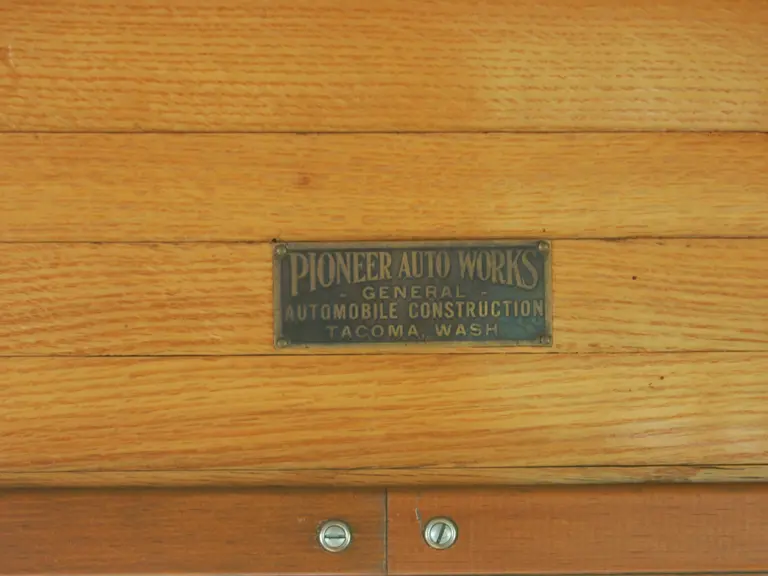 PIONEER AUTO WORKS
- GENERAL -
AUTOMOBILE CONSTRUCTION
TACOMA, WASH